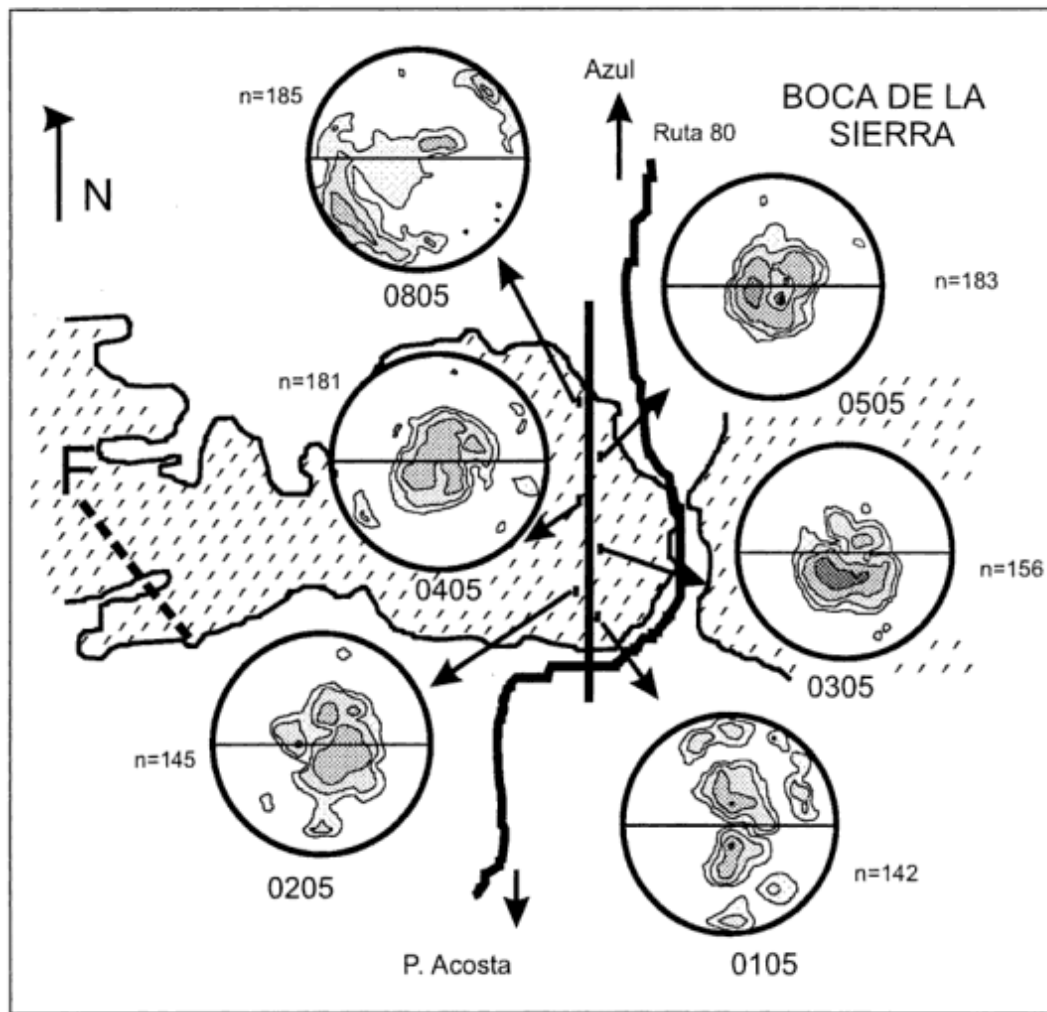 Azul
BOCA DE LA
SIERRA
n=185
Ruta 80
N
n=183
0805
n=181
0505
F
n=156
0405
0305
n=145
n=142
0205
P. Acosta
0105